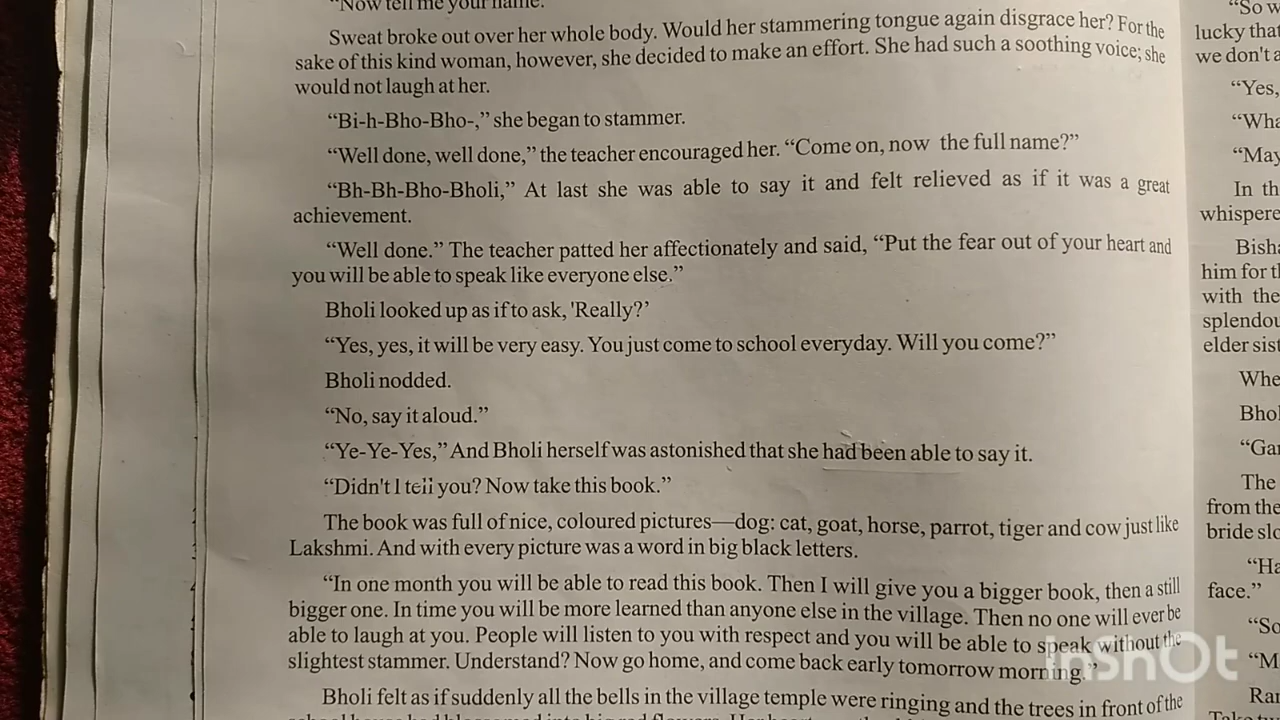 "Now tell me your name."
Sweat broke out over her whole body. Would her stammering tongue again disgrace her? For the
sake of this kind woman, however, she decided to make an effort. She had such a soothing voice; she
would not laugh at her.
"Bi-h-Bho-Bho-," she began to stammer.
"Well done, well done," the teacher encouraged her. "Come on, now the full name?"
"Bh-Bh-Bho-Bholi," At last she was able to say it and felt relieved as if it was a great
achievement.
"Well done." The teacher patted her affectionately and said, "Put the fear out of your heart and
you will be able to speak like everyone else."
Bholi looked up as if to ask, 'Really?'
"Yes, yes, it will be very easy. You just come to school everyday. Will you come?"
Bholi nodded.
"No, say it aloud."
"Ye-Ye-Yes," And Bholi herself was astonished that she had been able to say it.
"Didn't I tell you? Now take this book."
The book was full of nice, coloured pictures—dog: cat, goat, horse, parrot, tiger and cow just like
Lakshmi. And with every picture was a word in big black letters.
"In one month you will be able to read this book. Then I will give you a bigger book, then a still
bigger one. In time you will be more learned than anyone else in the village. Then no one will ever be
able to laugh at you. People will listen to you with respect and you will be able to speak without the
slightest stammer. Understand? Now go home, and come back early tomorrow morning."
Bholi felt as if suddenly all the bells in the village temple were ringing and the trees in front of the
"So w
lucky that
we don't a
"Yes,
"Wha
"May
In th
whispere
Bisha
him for th
with the
splendou
elder sist
Whe
Bhol
"Gar
The
from the
bride slo
"Ha
face."
"So
"M
Ran
InShOt